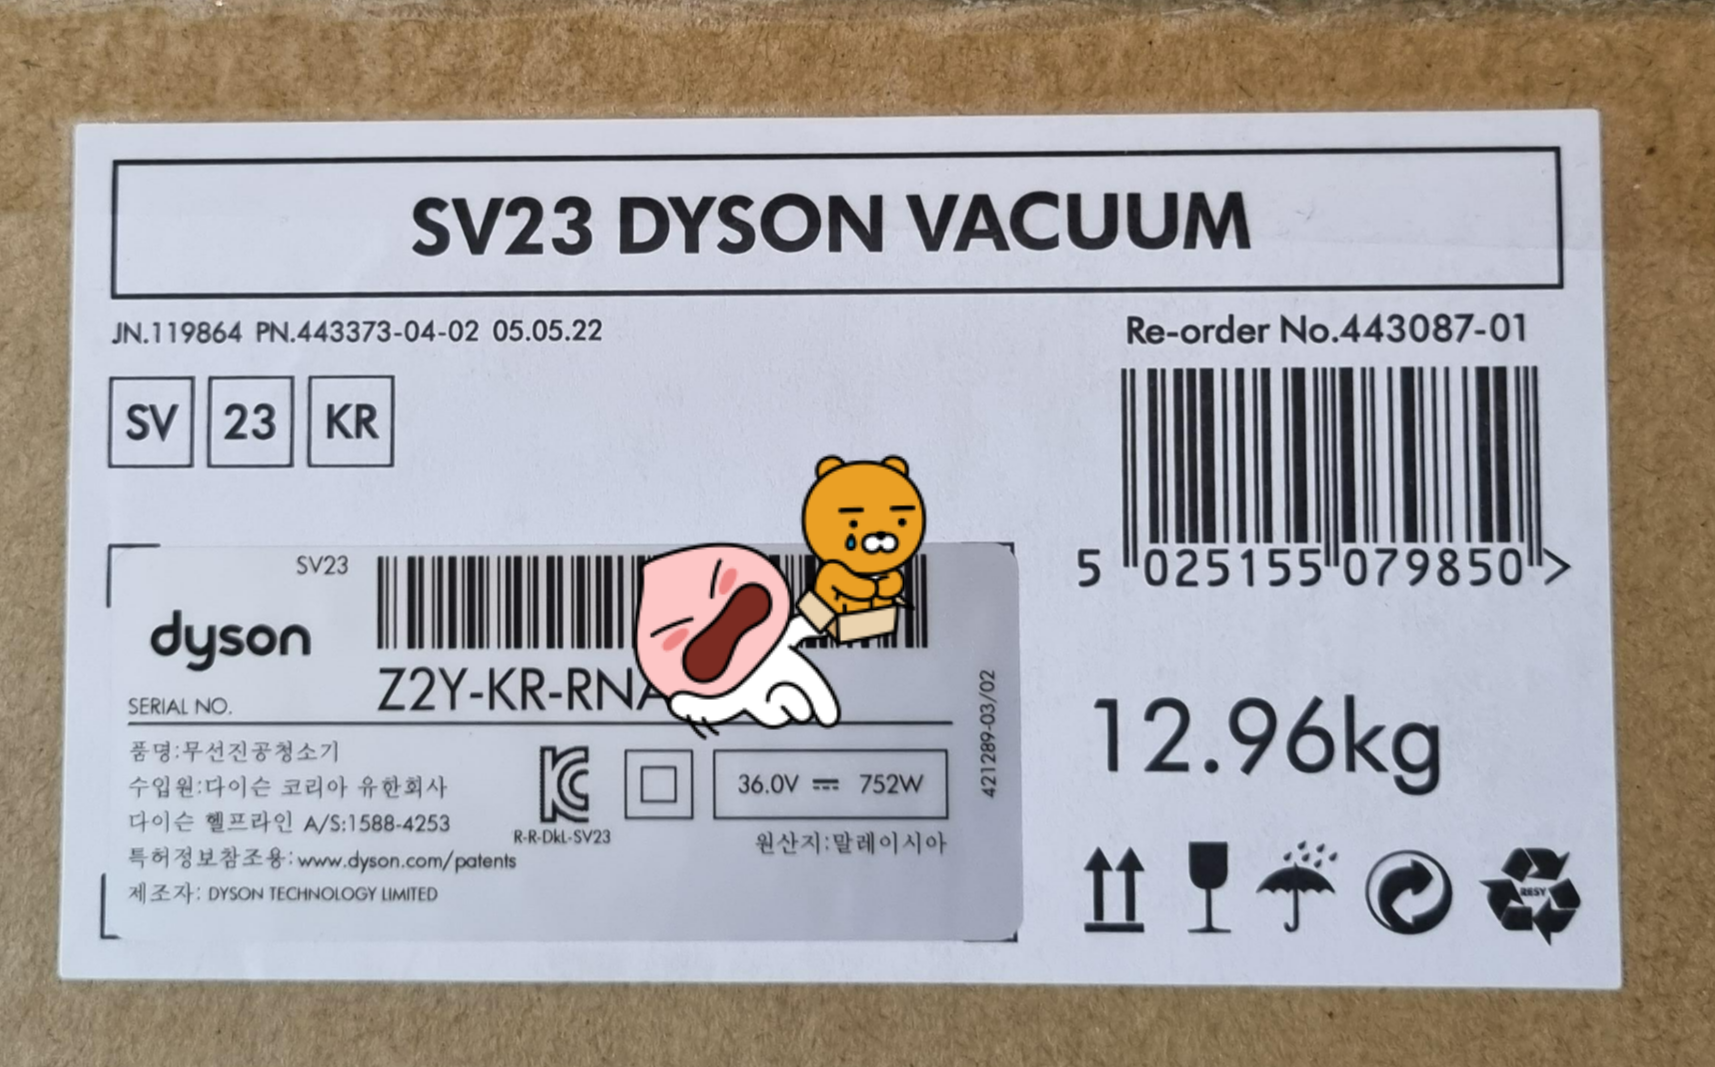 SV23 DYSON VACUUM
JN.119864 PN.443373-04-02 05.05.22
Re-order No.443087-01
SV 23 KR
5 025155 079850 >
SV23
dyson
SERIAL NO. Z2Y-KR-RNA
421289-03/02
12.96kg
품명:무선진공청소기
수입원:다이슨 코리아 유한회사
다이슨 헬프라인 A/S:1588-4253
특허정보참조용:www.dyson.com/patents
제조자: DYSON TECHNOLOGY LIMITED
R-R-DkL-SV23
36.0V ⎓ 752W
원산지:말레이시아
RESY